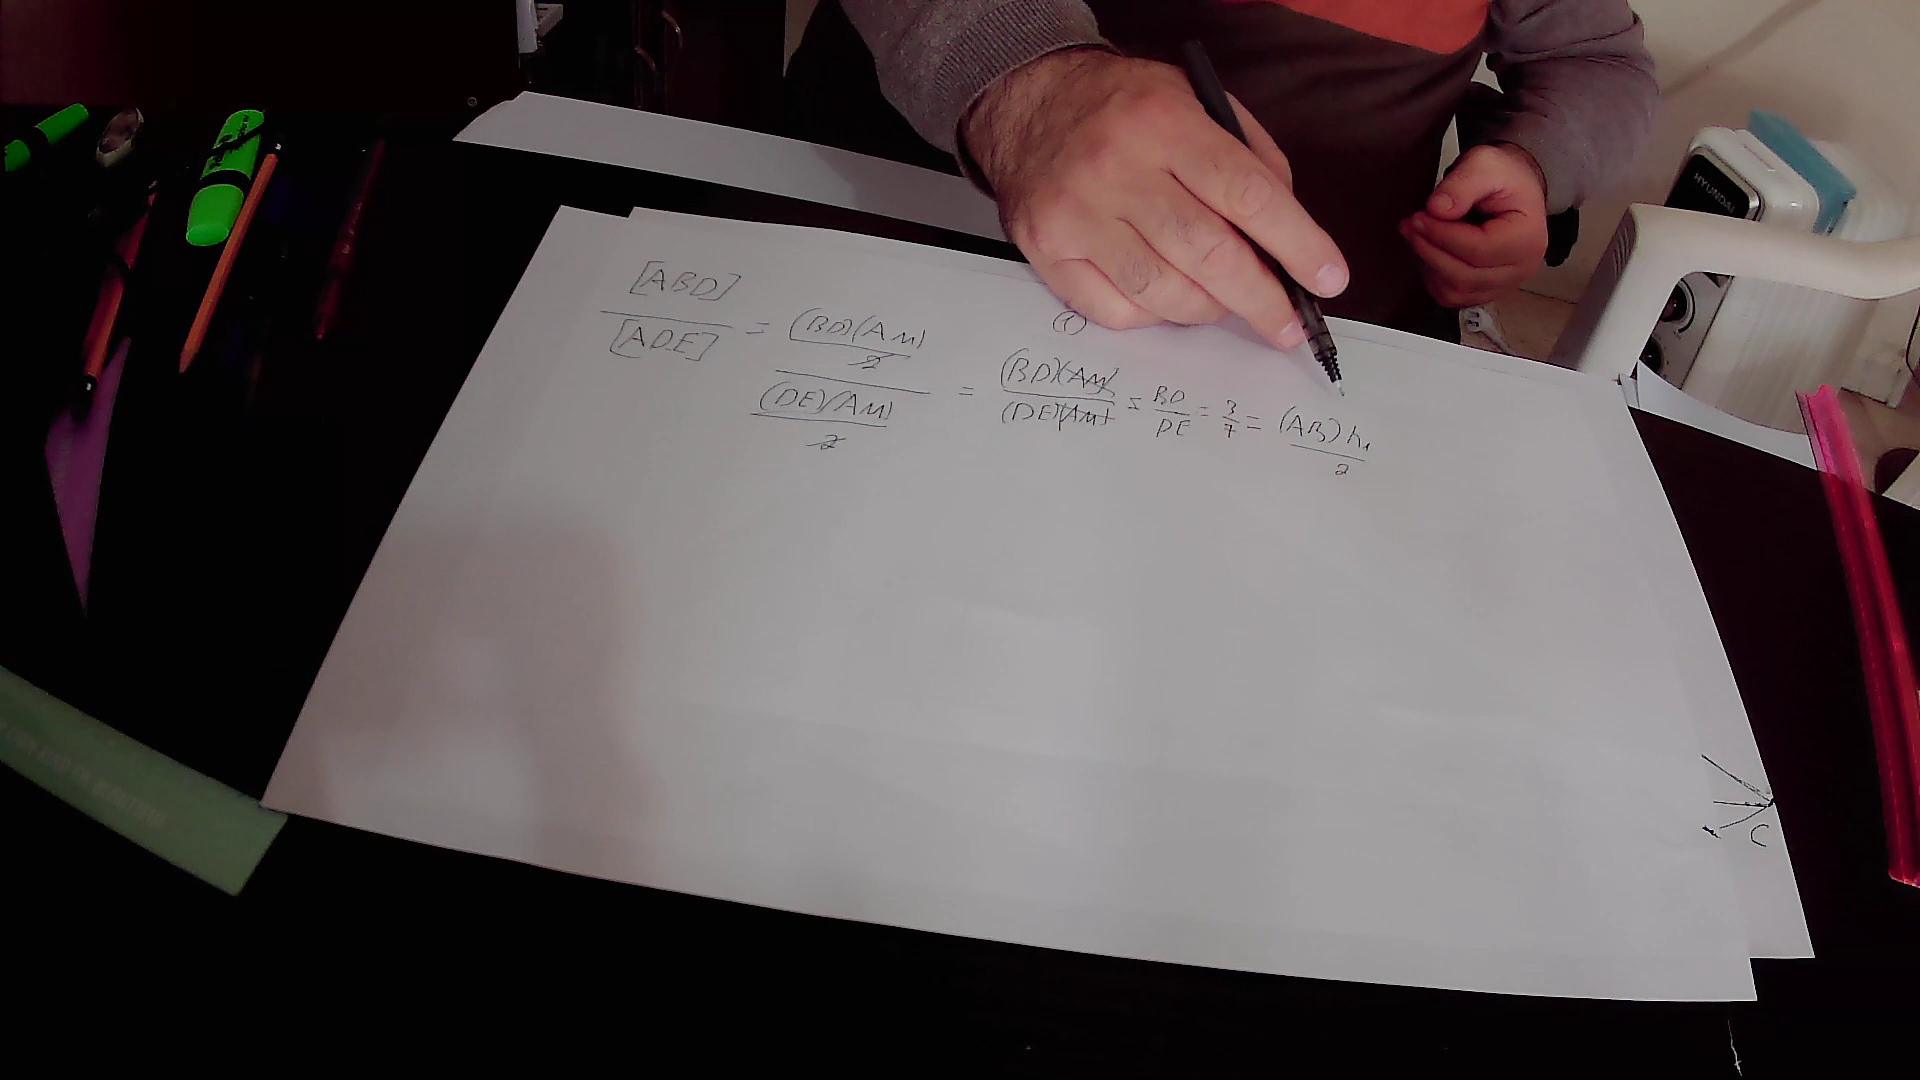 [ABD] / [ADE] = ((BD)(AM) / 2) / ((DE)(AM) / 2) = (BD)(AM) / (DE)(AM) = BD / DE = 3 / 7 = (AB) h₁ / 2
①
C
HYUNDAI